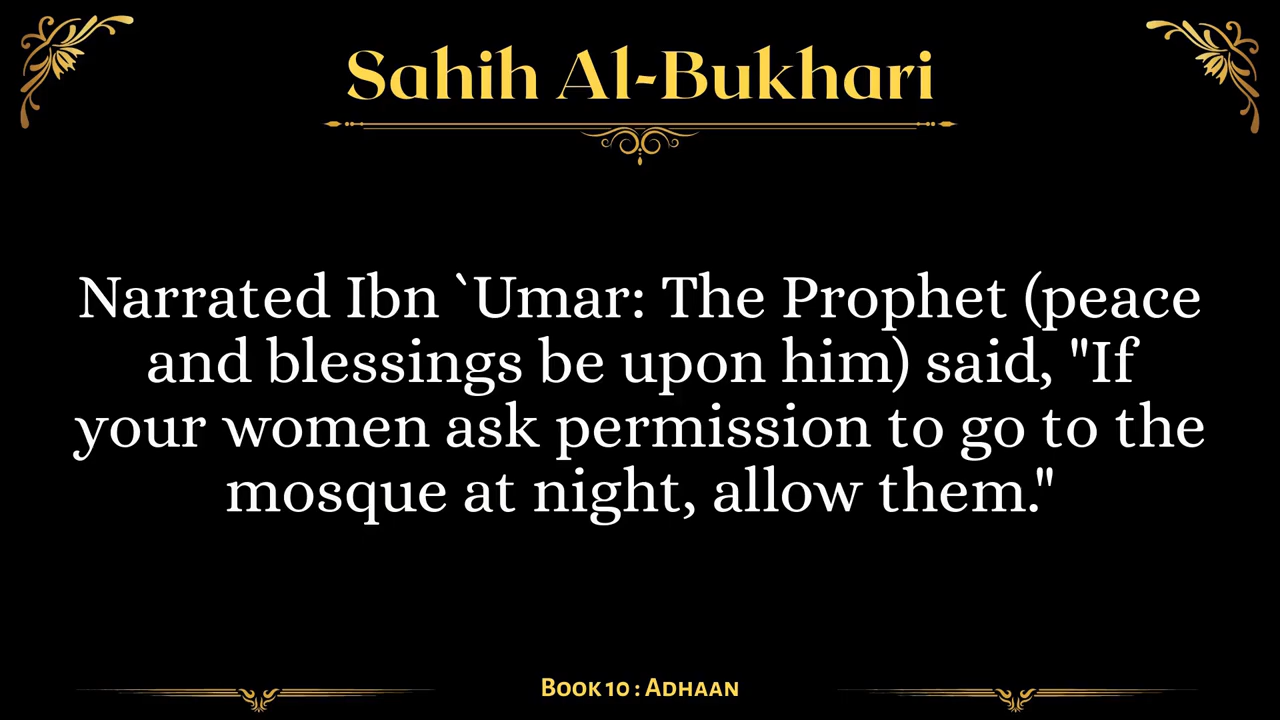 Sahih Al-Bukhari
Narrated Ibn `Umar: The Prophet (peace
and blessings be upon him) said, "If
your women ask permission to go to the
mosque at night, allow them."
Book 10 : Adhaan